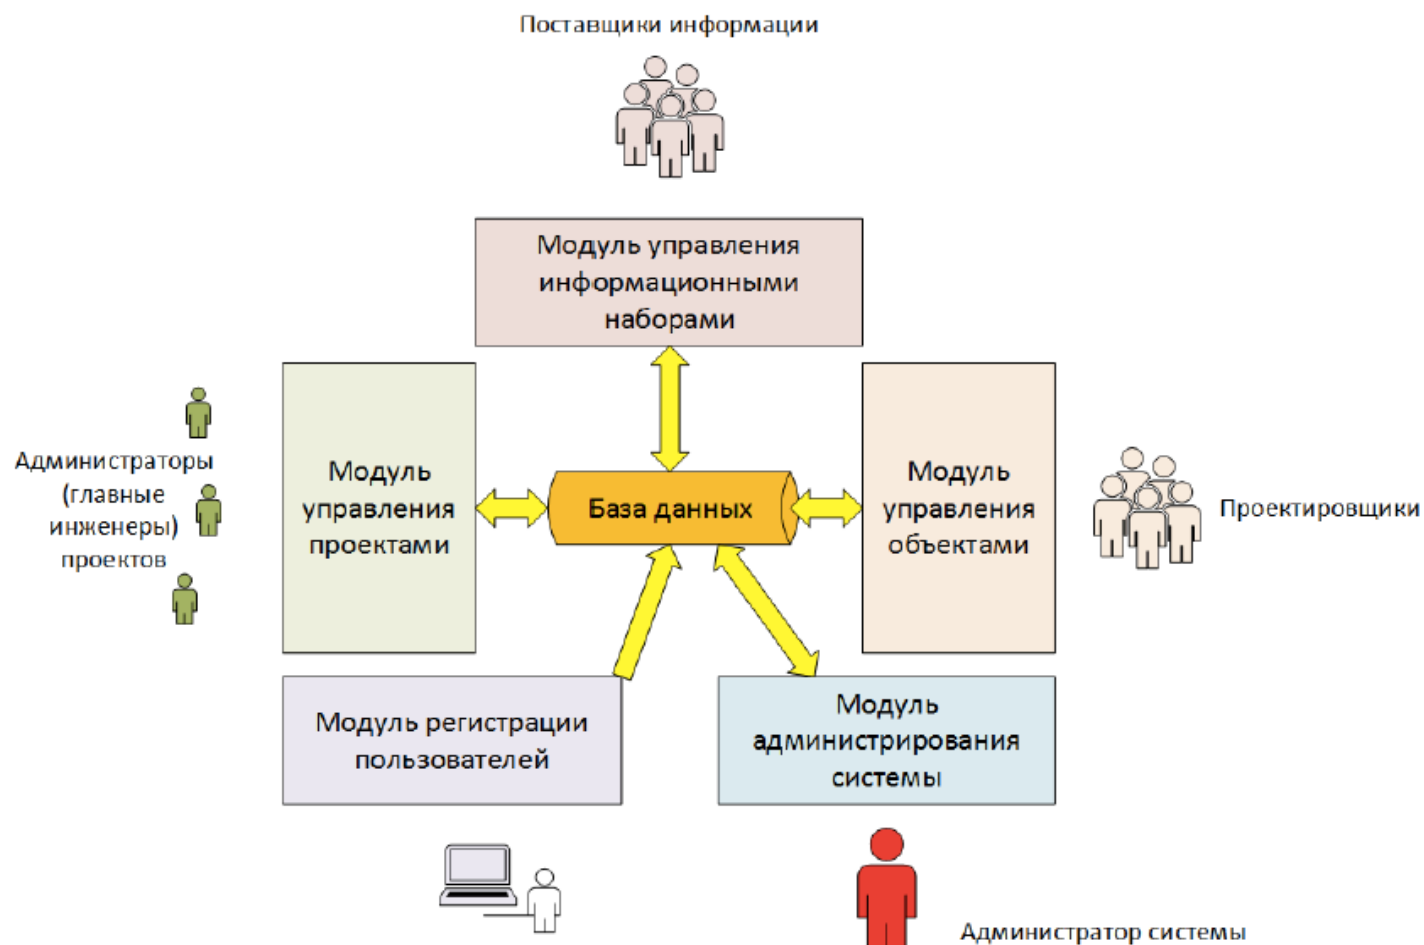 Поставщики информации
Модуль управления
информационными
наборами
Администраторы
(главные
инженеры)
проектов
Модуль
управления
проектами
База данных
Модуль
управления
объектами
Проектировщики
Модуль регистрации
пользователей
Модуль
администрирования
системы
Администратор системы